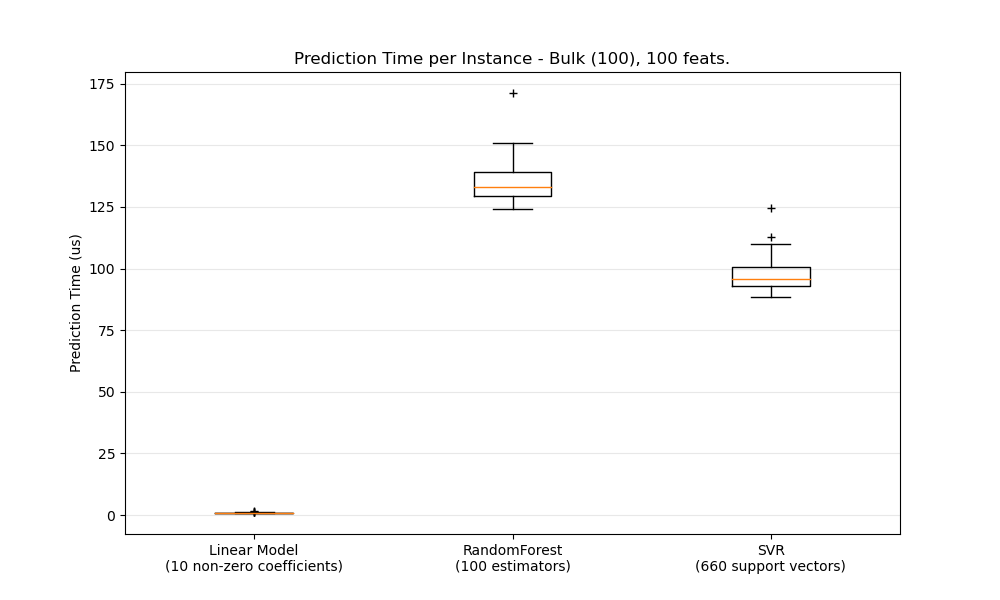 Prediction Time per Instance - Bulk (100), 100 feats.
Prediction Time (us)
175
150
125
100
75
50
25
0
Linear Model
(10 non-zero coefficients)
RandomForest
(100 estimators)
SVR
(660 support vectors)